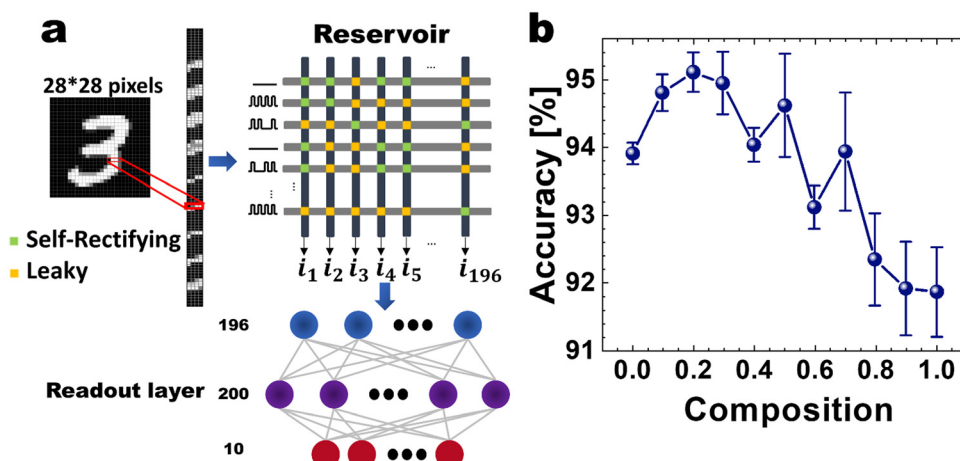 a
28*28 pixels
Reservoir
...
Self-Rectifying
Leaky
...
i1 i2 i3 i4 i5 i196
196
Readout layer
200
10
b
Accuracy [%]
95
94
93
92
91
0.0 0.2 0.4 0.6 0.8 1.0
Composition